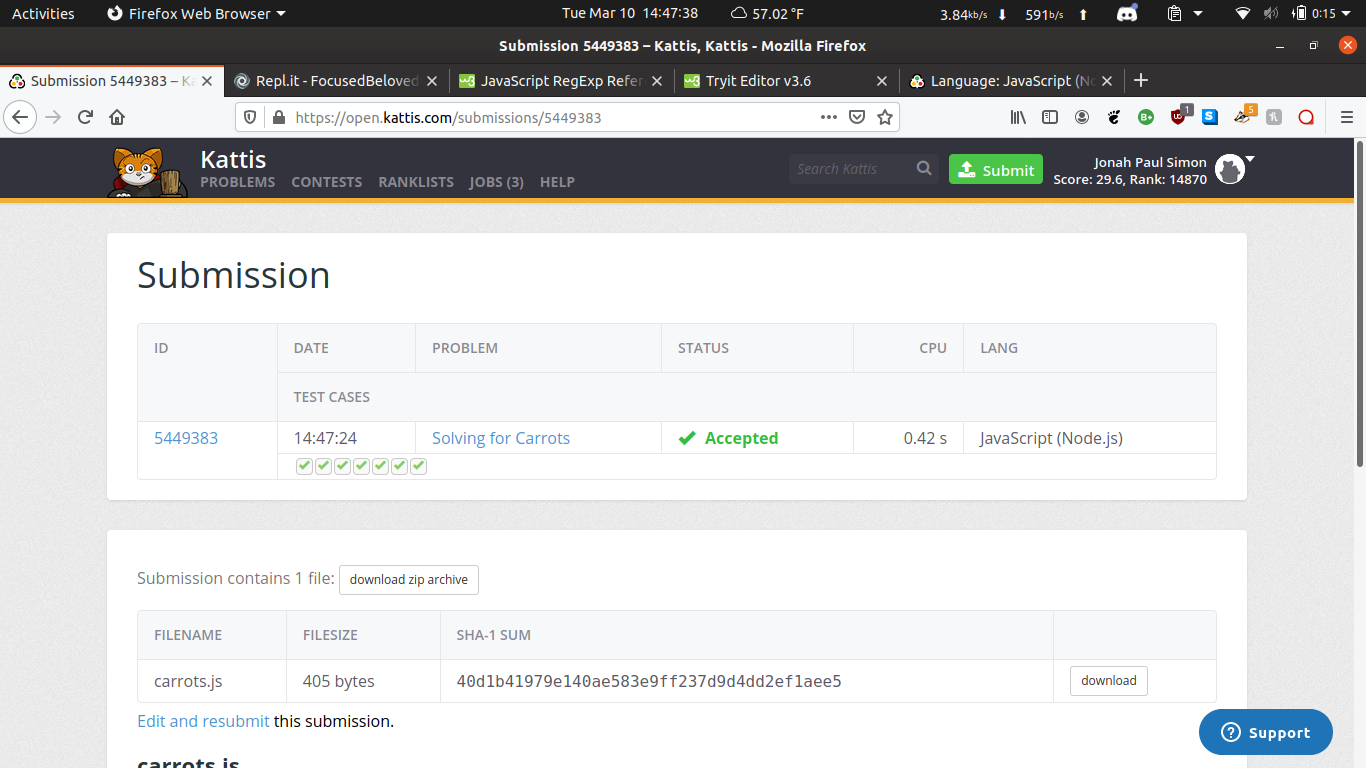 Activities Firefox Web Browser Tue Mar 10 14:47:38 57.02 °F 3.84kb/s 591b/s 0:15
Submission 5449383 – Kattis, Kattis - Mozilla Firefox
Submission 5449383 – Ka Repl.it - FocusedBeloved JavaScript RegExp Refer Tryit Editor v3.6 Language: JavaScript (No
https://open.kattis.com/submissions/5449383 1 5
Kattis
PROBLEMS CONTESTS RANKLISTS JOBS (3) HELP
Search Kattis
Submit
Jonah Paul Simon
Score: 29.6, Rank: 14870
Submission
ID DATE PROBLEM STATUS CPU LANG
TEST CASES
5449383 14:47:24 Solving for Carrots Accepted 0.42 s JavaScript (Node.js)
Submission contains 1 file: download zip archive
FILENAME FILESIZE SHA-1 SUM
carrots.js 405 bytes 40d1b41979e140ae583e9ff237d9d4dd2ef1aee5 download
Edit and resubmit this submission.
Support
carrots.js